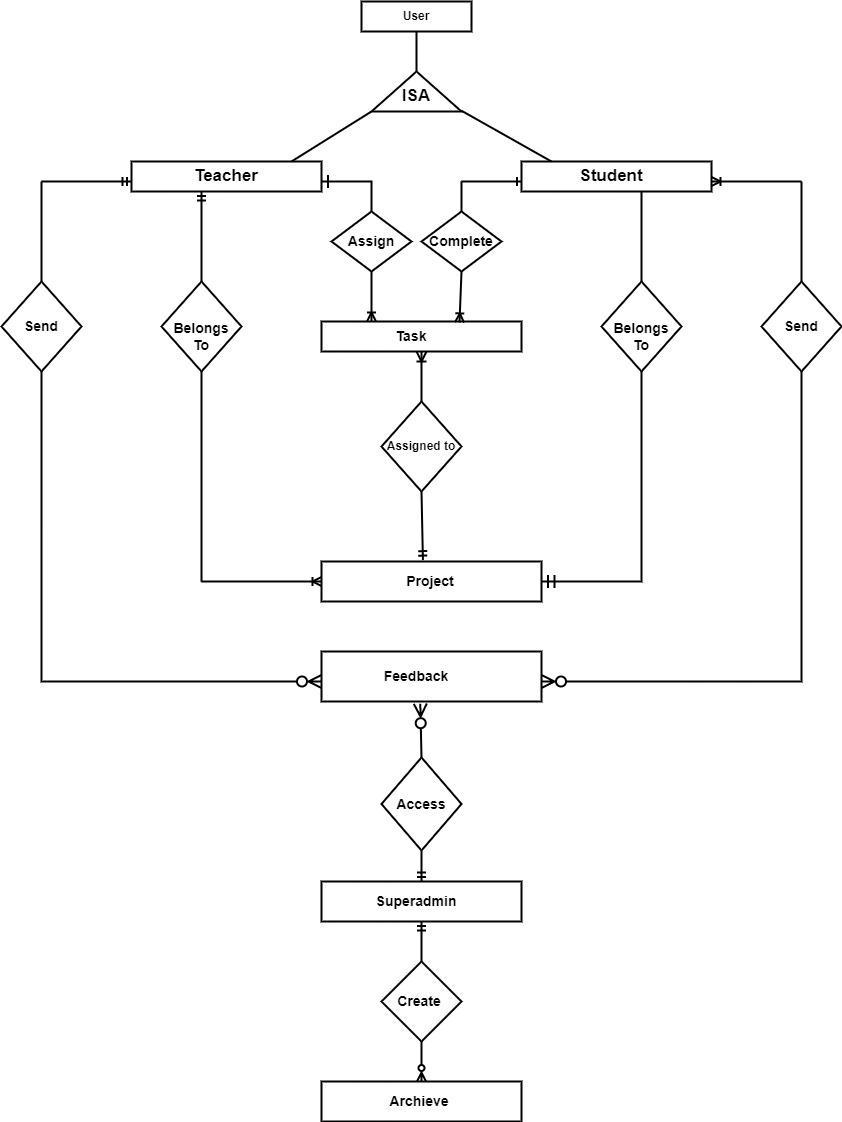 User
ISA
Teacher
Student
Assign
Complete
Send
Belongs
To
Task
Belongs
To
Send
Assigned to
Project
Feedback
Access
Superadmin
Create
Archieve